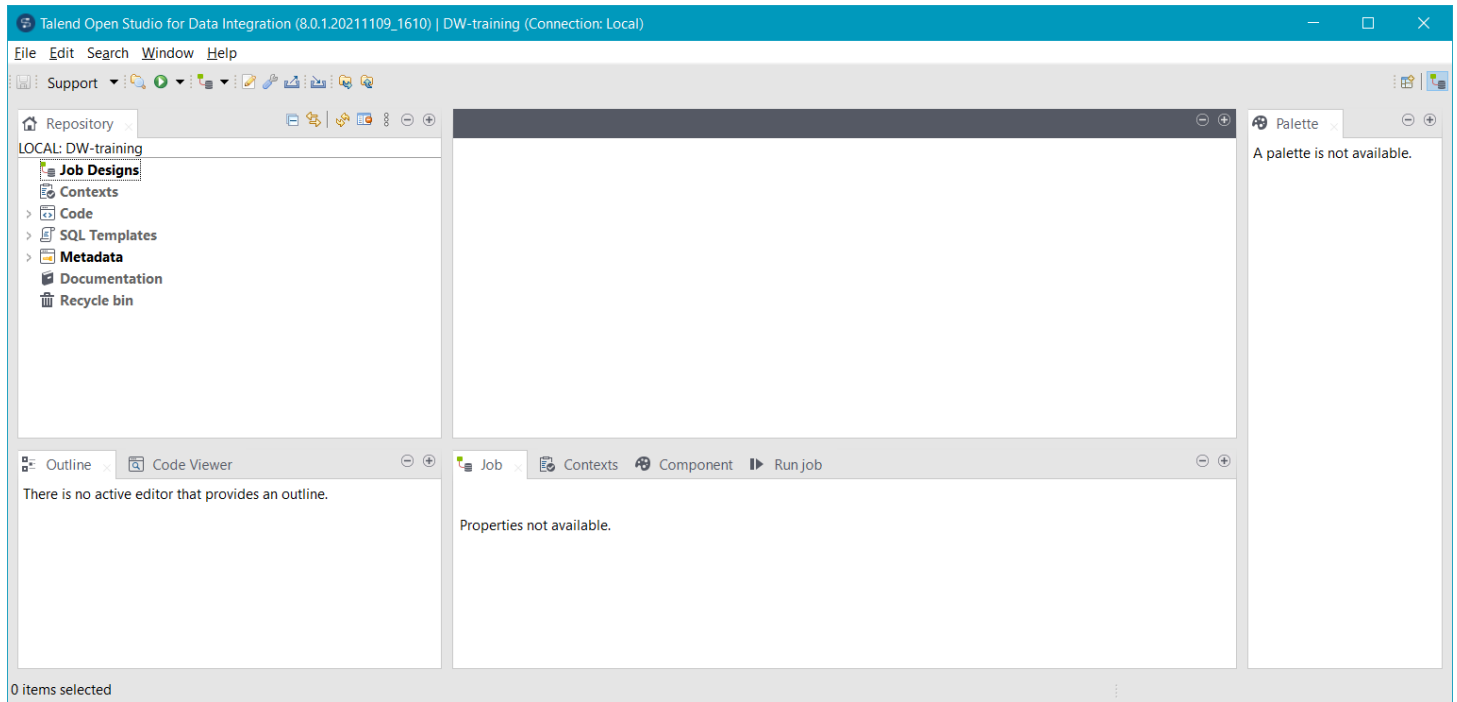 Talend Open Studio for Data Integration (8.0.1.20211109_1610) | DW-training (Connection: Local)
File Edit Search Window Help
Support
Repository
LOCAL: DW-training
Job Designs
Contexts
Code
SQL Templates
Metadata
Documentation
Recycle bin
Palette
A palette is not available.
Outline Code Viewer
There is no active editor that provides an outline.
Job Contexts Component Run job
Properties not available.
0 items selected